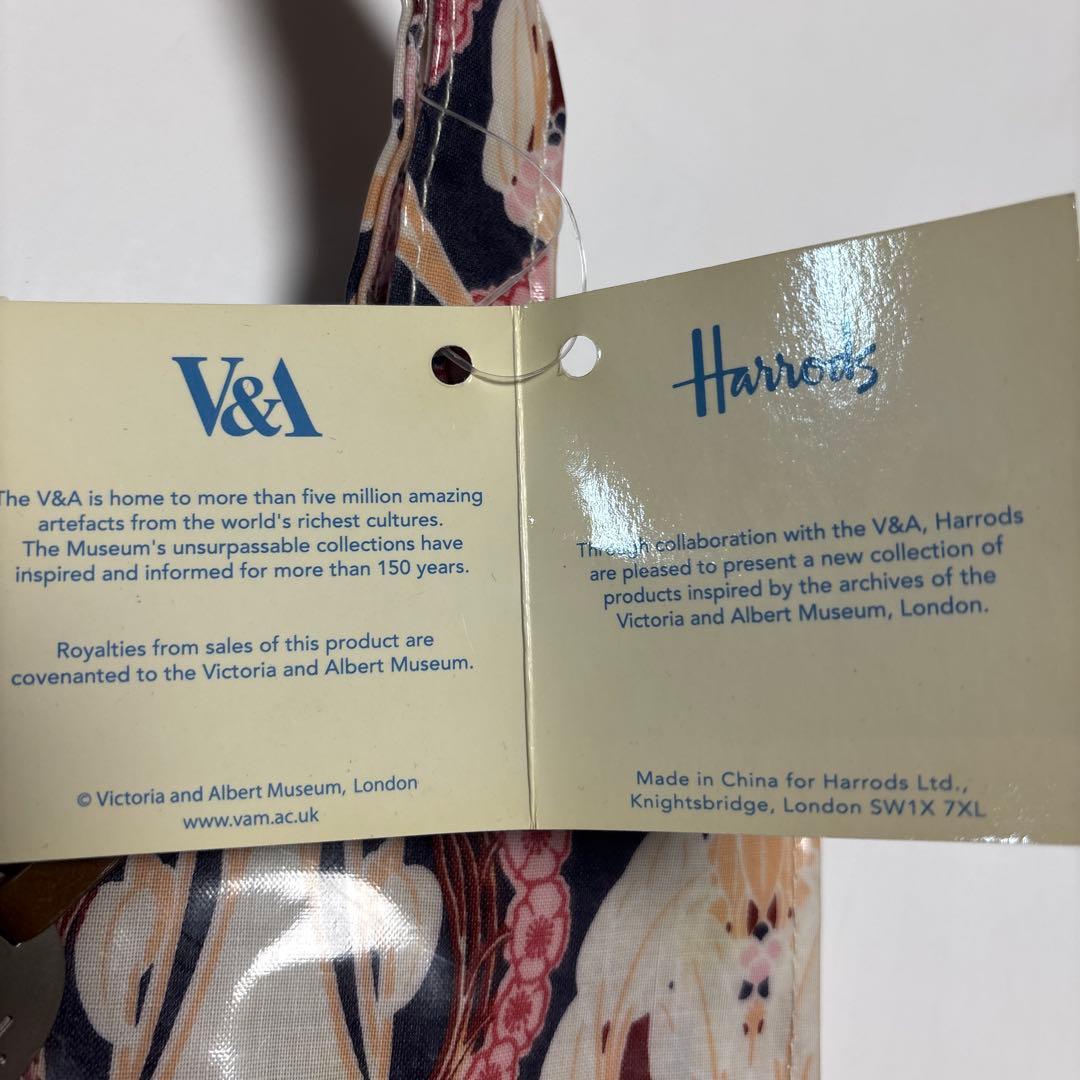 V&A
The V&A is home to more than five million amazing
artefacts from the world's richest cultures.
The Museum's unsurpassable collections have
inspired and informed for more than 150 years.
Royalties from sales of this product are
covenanted to the Victoria and Albert Museum.
© Victoria and Albert Museum, London
www.vam.ac.uk
Harrods
Through collaboration with the V&A, Harrods
are pleased to present a new collection of
products inspired by the archives of the
Victoria and Albert Museum, London.
Made in China for Harrods Ltd.,
Knightsbridge, London SW1X 7XL